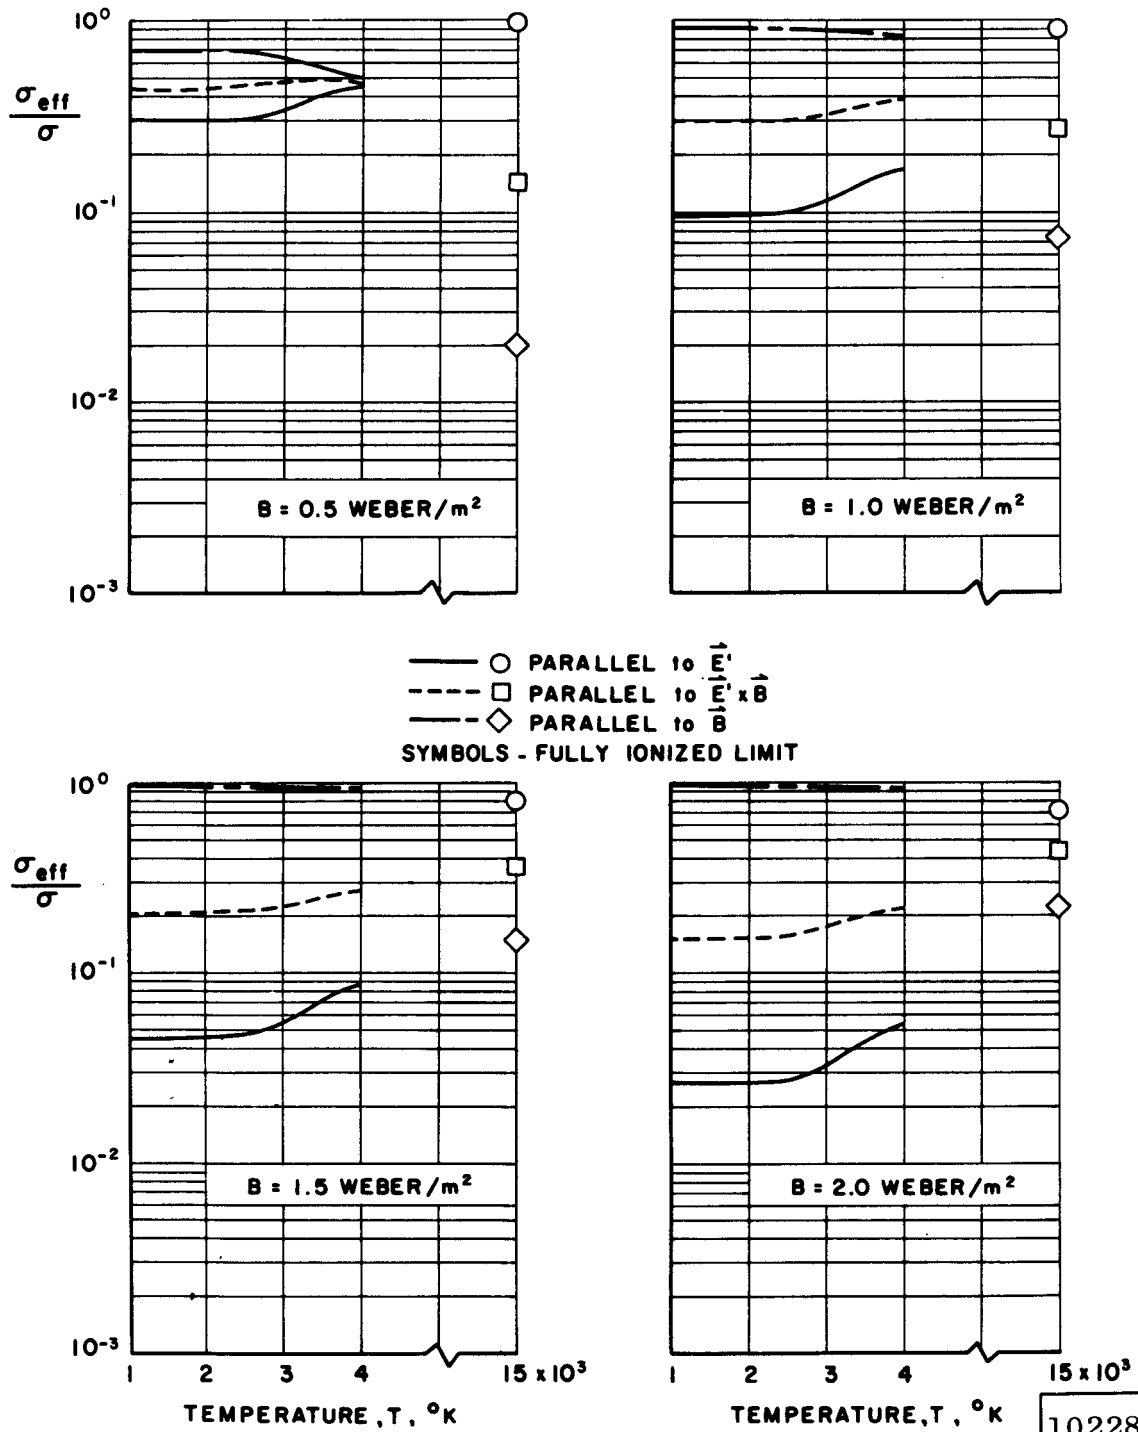 10⁰
σeff/σ
10⁻¹
10⁻²
10⁻³
B = 0.5 WEBER/m²
B = 1.0 WEBER/m²
PARALLEL to E⃗'
PARALLEL to E⃗' x B⃗
PARALLEL to B⃗
SYMBOLS - FULLY IONIZED LIMIT
10⁰
σeff/σ
10⁻¹
10⁻²
10⁻³
B = 1.5 WEBER/m²
B = 2.0 WEBER/m²
1 2 3 4 15 x 10³
1 2 3 4 15 x 10³
TEMPERATURE, T, °K
TEMPERATURE, T, °K
10228